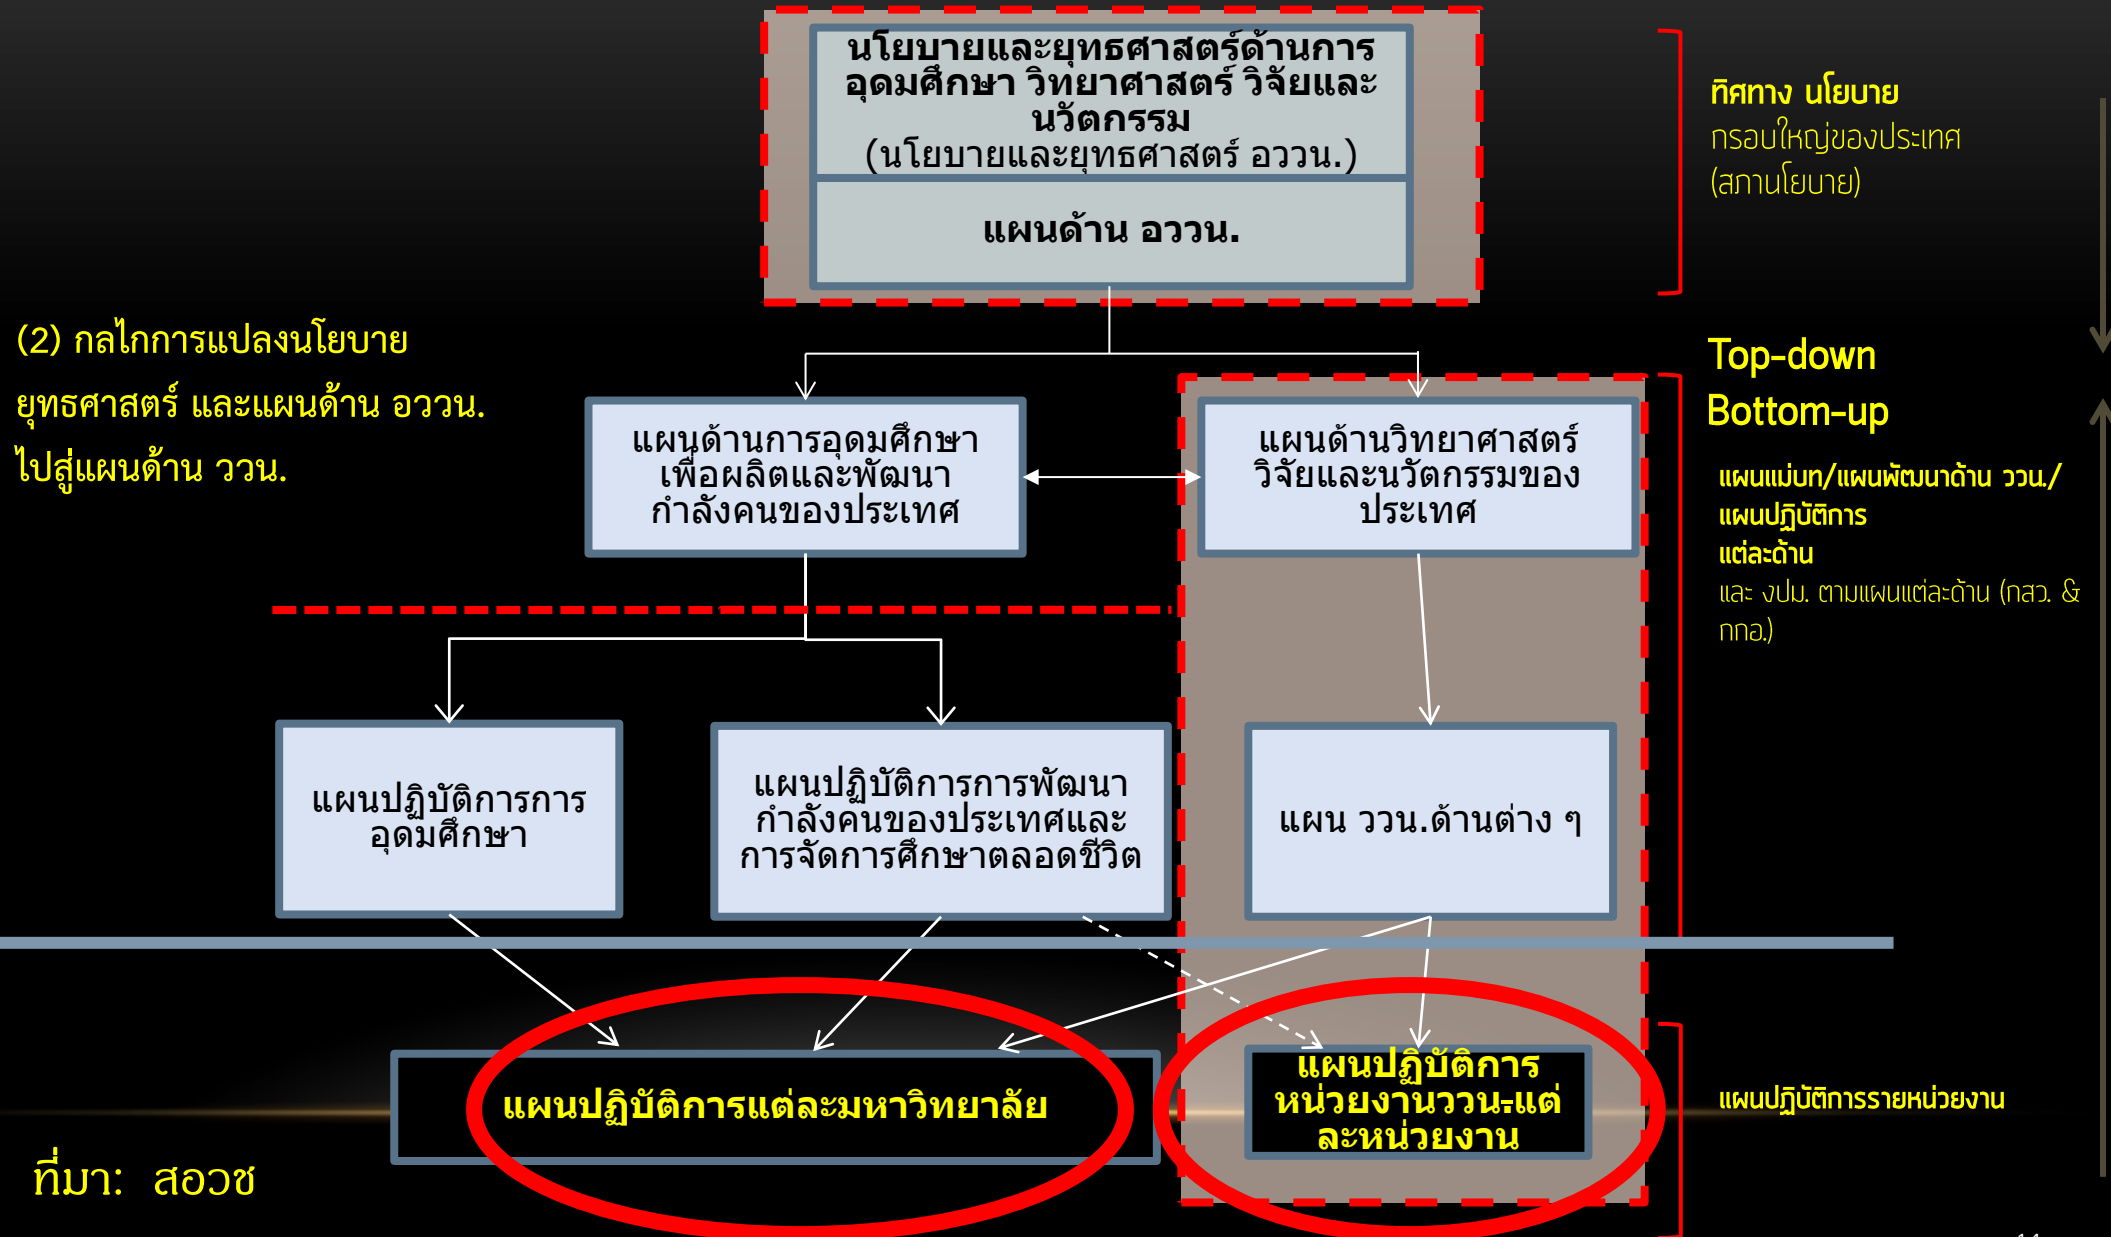 นโยบายและยุทธศาสตร์ด้านการ
อุดมศึกษา วิทยาศาสตร์ วิจัยและ
นวัตกรรม
(นโยบายและยุทธศาสตร์ อววน.)
แผนด้าน อววน.
ทิศทาง นโยบาย
กรอบใหญ่ของประเทศ
(สภานโยบาย)
(2) กลไกการแปลงนโยบาย
ยุทธศาสตร์ และแผนด้าน อววน.
ไปสู่แผนด้าน ววน.
แผนด้านการอุดมศึกษา
เพื่อผลิตและพัฒนา
กำลังคนของประเทศ
แผนด้านวิทยาศาสตร์
วิจัยและนวัตกรรมของ
ประเทศ
Top-down
Bottom-up
แผนแม่บท/แผนพัฒนาด้าน ววน./
แผนปฏิบัติการ
แต่ละด้าน
และ งปม. ตามแผนแต่ละด้าน (กสว. &
กกอ.)
แผนปฏิบัติการการ
อุดมศึกษา
แผนปฏิบัติการการพัฒนา
กำลังคนของประเทศและ
การจัดการศึกษาตลอดชีวิต
แผน ววน.ด้านต่าง ๆ
แผนปฏิบัติการแต่ละมหาวิทยาลัย
แผนปฏิบัติการ
หน่วยงานววน.แต่
ละหน่วยงาน
แผนปฏิบัติการรายหน่วยงาน
ที่มา: สอวช